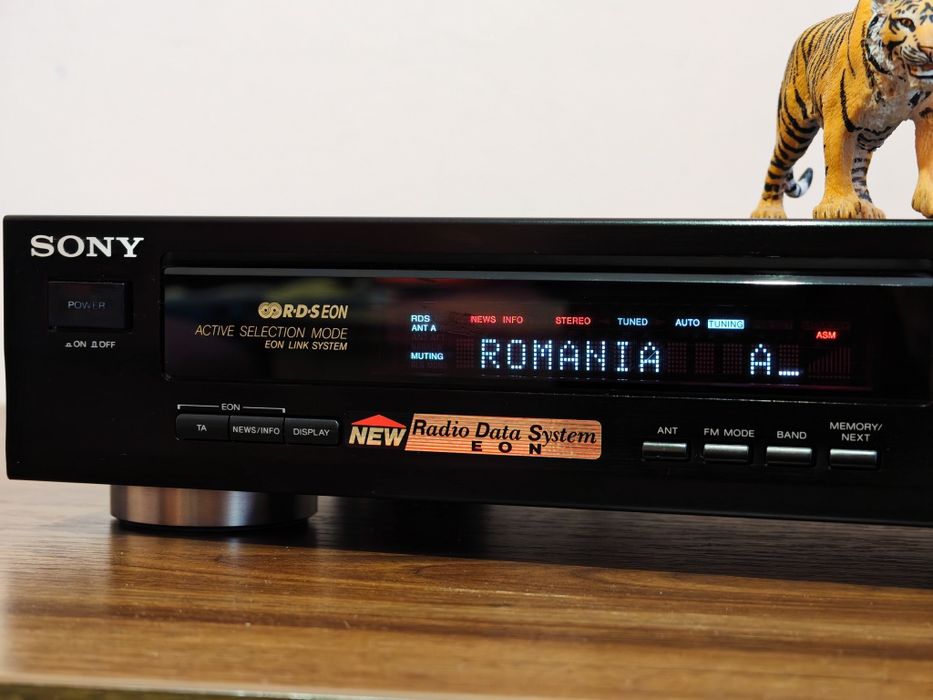 SONY
POWER
ON OFF
R·D·S EON
ACTIVE SELECTION MODE
EON LINK SYSTEM
RDS NEWS INFO STEREO TUNED AUTO TUNING
ANT A
ASM
MUTING
ROMANIA A_
EON
TA NEWS/INFO DISPLAY
NEW Radio Data System
EON
ANT FM MODE BAND MEMORY/
NEXT